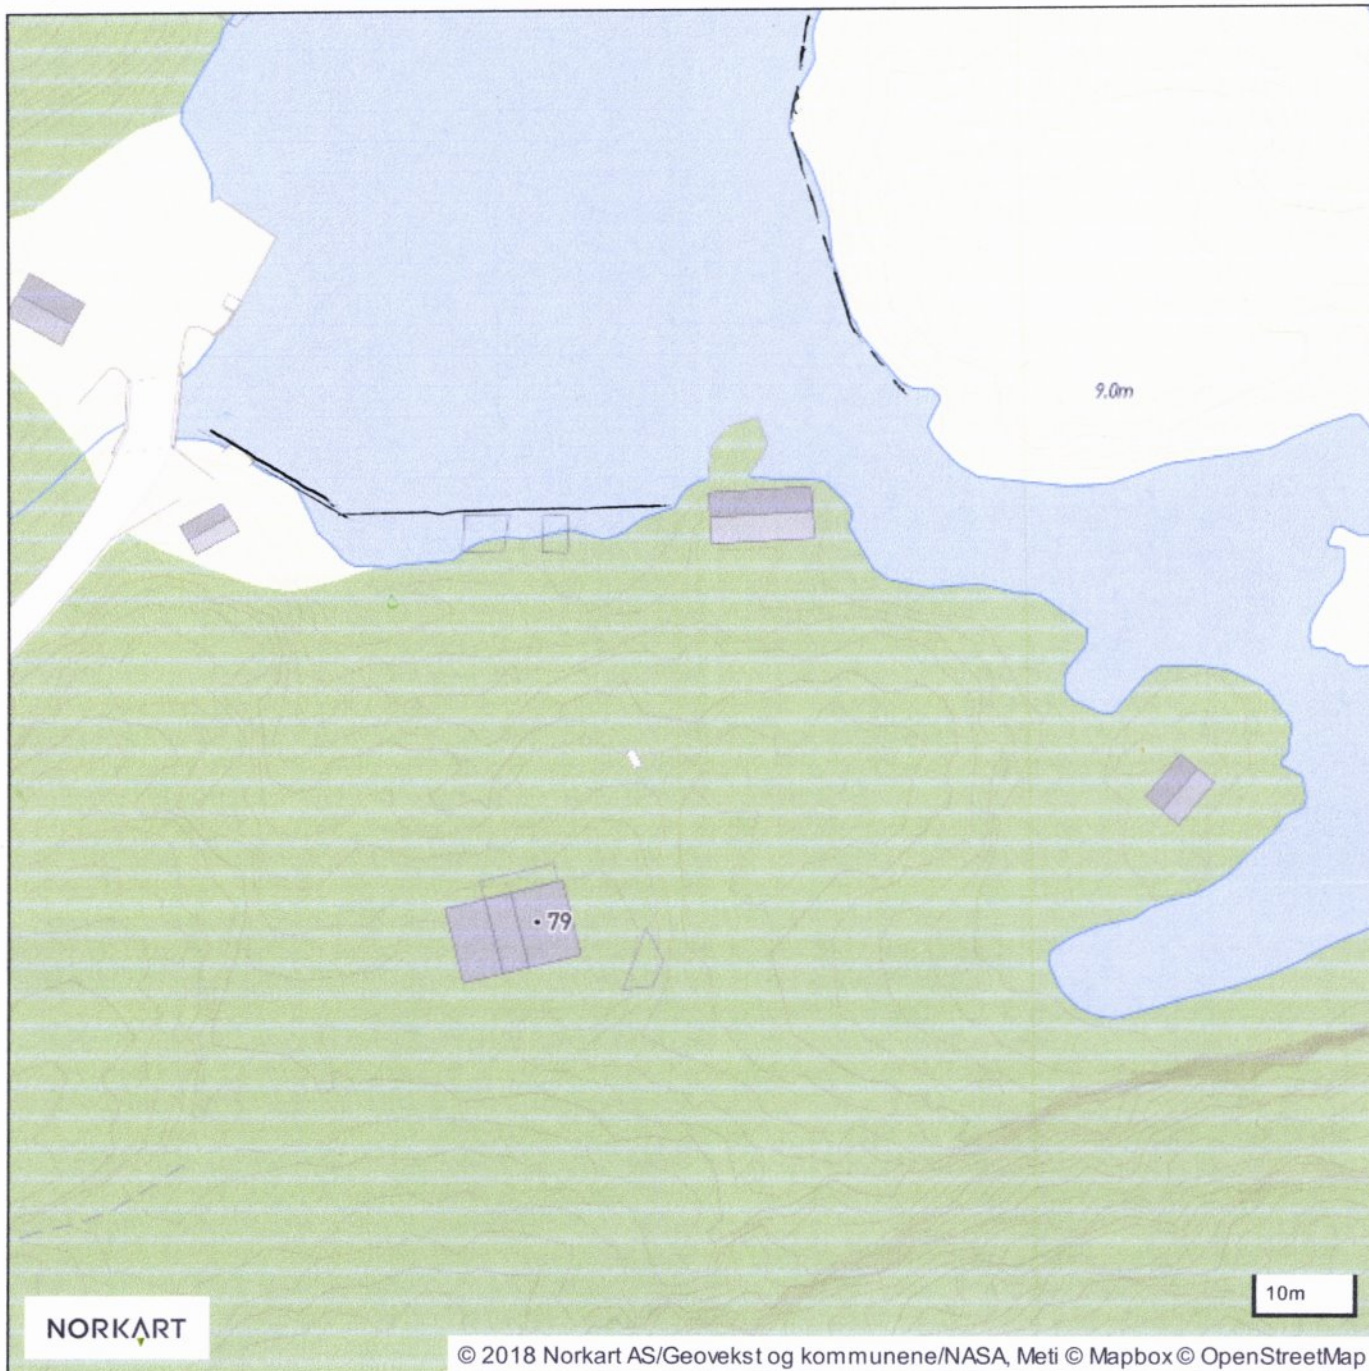 9.0m
79
10m
NORKART
© 2018 Norkart AS/Geovekst og kommunene/NASA, Meti © Mapbox © OpenStreetMap